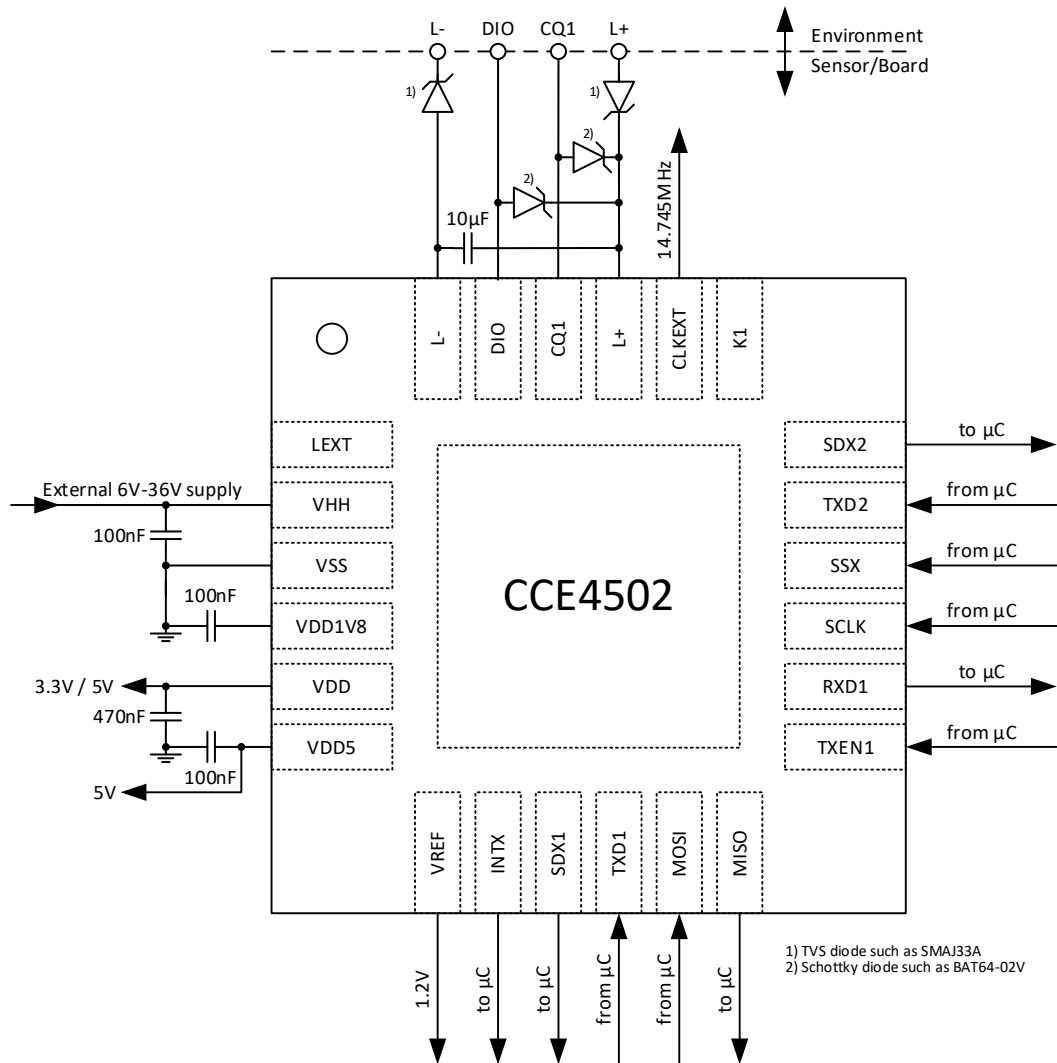 L- DIO CQ1 L+
Environment
Sensor/Board
1) 1)
2)
2)
10µF
14.745MHz
L- DIO CQ1 L+ CLKEXT K1
LEXT
SDX2 to µC
External 6V-36V supply
VHH
TXD2 from µC
100nF
VSS
SSX from µC
100nF
VDD1V8
CCE4502
SCLK from µC
3.3V / 5V
VDD
RXD1 to µC
470nF
VDD5
TXEN1 from µC
100nF
5V
VREF INTX SDX1 TXD1 MOSI MISO
1.2V to µC to µC from µC from µC to µC
1) TVS diode such as SMAJ33A
2) Schottky diode such as BAT64-02V